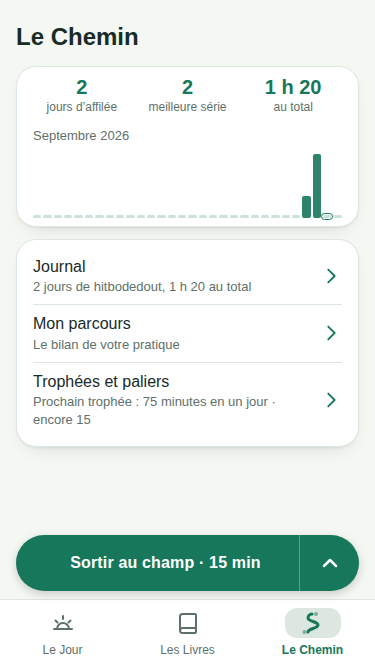 Le Chemin
2
2
1 h 20
jours d’affilée
meilleure série
au total
Septembre 2026
Journal
2 jours de hitbodedout, 1 h 20 au total
Mon parcours
Le bilan de votre pratique
Trophées et paliers
Prochain trophée : 75 minutes en un jour ·
encore 15
Sortir au champ · 15 min
Le Jour
Les Livres
Le Chemin